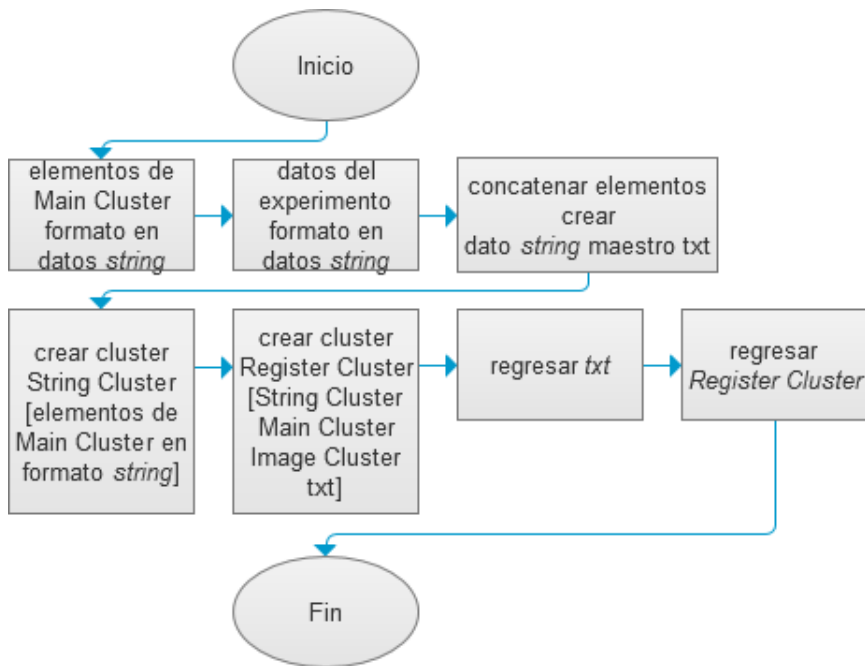 Inicio
elementos de
Main Cluster
formato en
datos string
datos del
experimento
formato en
datos string
concatenar elementos
crear
dato string maestro txt
crear cluster
String Cluster
[elementos de
Main Cluster en
formato string]
crear cluster
Register Cluster
[String Cluster
Main Cluster
Image Cluster
txt]
regresar txt
regresar
Register Cluster
Fin